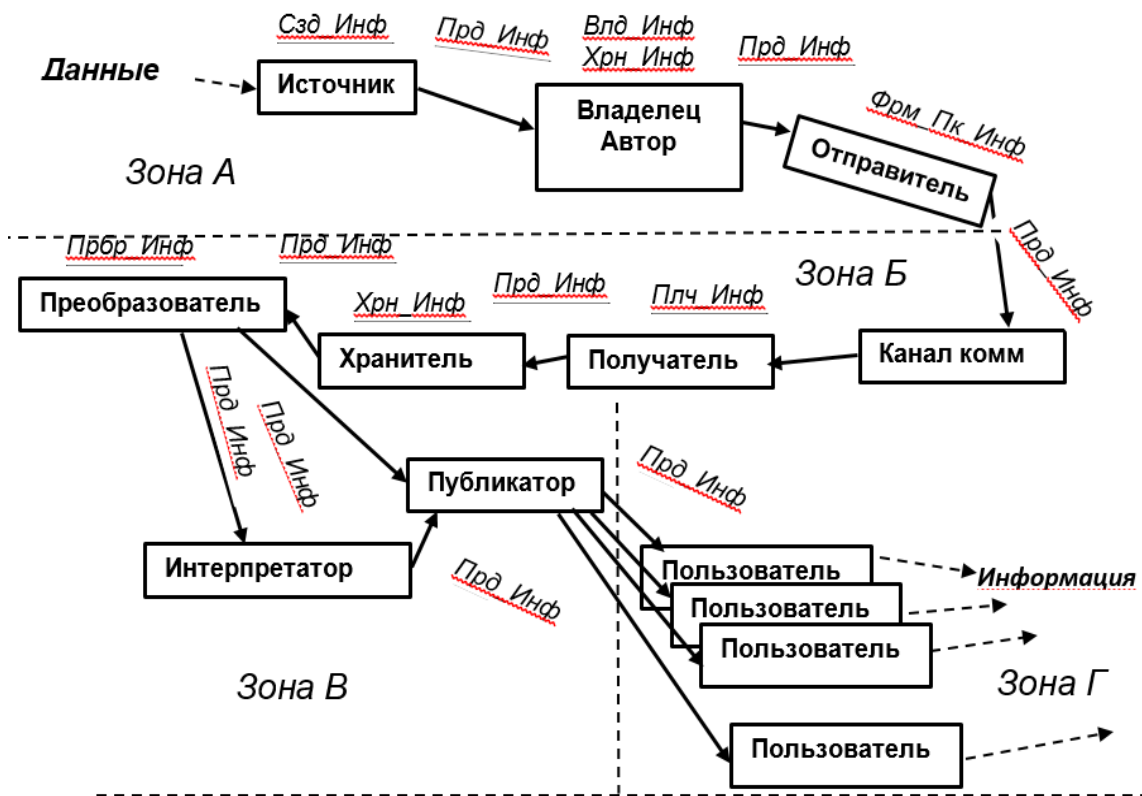 Сзд_Инф
Прд_Инф
Влд_Инф
Хрн_Инф
Прд_Инф
Данные
Источник
Владелец
Автор
Фрм_Пк_Инф
Отправитель
Зона А
Прбр_Инф
Прд_Инф
Прд_Инф
Зона Б
Преобразователь
Хрн_Инф
Прд_Инф
Плч_Инф
Хранитель
Получатель
Канал комм
Прд_Инф
Прд_Инф
Публикатор
Прд_Инф
Интерпретатор
Прд_Инф
Пользователь
Информация
Пользователь
Пользователь
Зона В
Зона Г
Пользователь